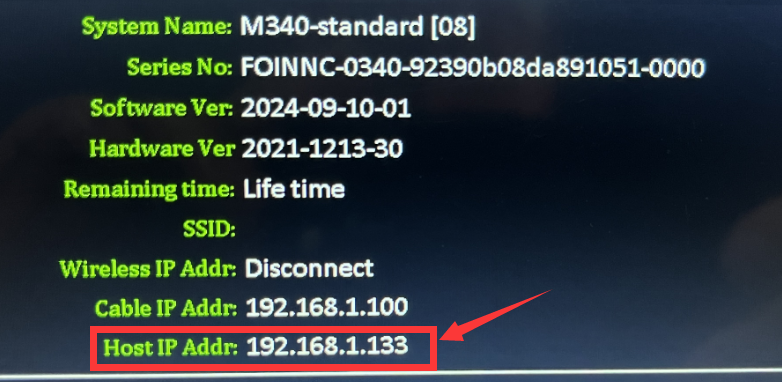 System Name: M340-standard [08]
Series No: FOINNC-0340-92390b08da891051-0000
Software Ver: 2024-09-10-01
Hardware Ver 2021-1213-30
Remaining time: Life time
SSID:
Wireless IP Addr: Disconnect
Cable IP Addr: 192.168.1.100
Host IP Addr: 192.168.1.133